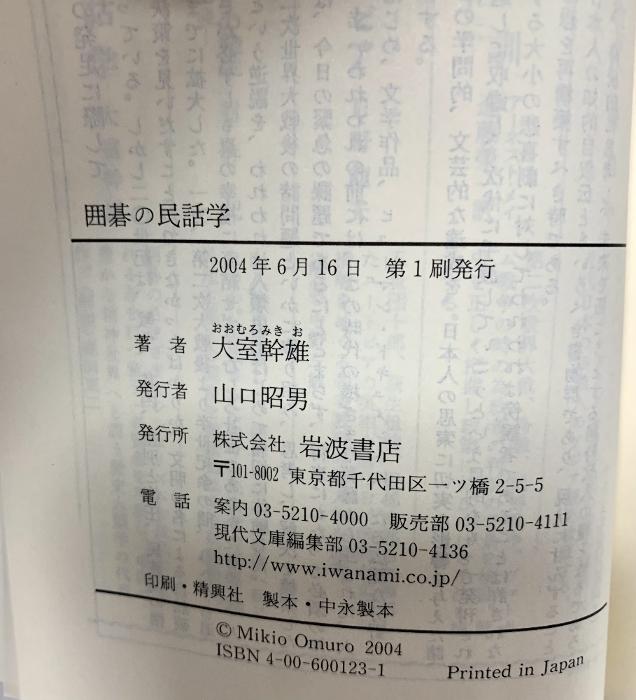 囲碁の民話学
2004年6月16日　第1刷発行
おおむろみきお
著者　大室幹雄
発行者　山口昭男
発行所　株式会社 岩波書店
〒101-8002 東京都千代田区一ツ橋 2-5-5
電話　案内 03-5210-4000　販売部 03-5210-4111
現代文庫編集部 03-5210-4136
http://www.iwanami.co.jp/
印刷・精興社　製本・中永製本
© Mikio Omuro 2004
ISBN 4-00-600123-1　Printed in Japan